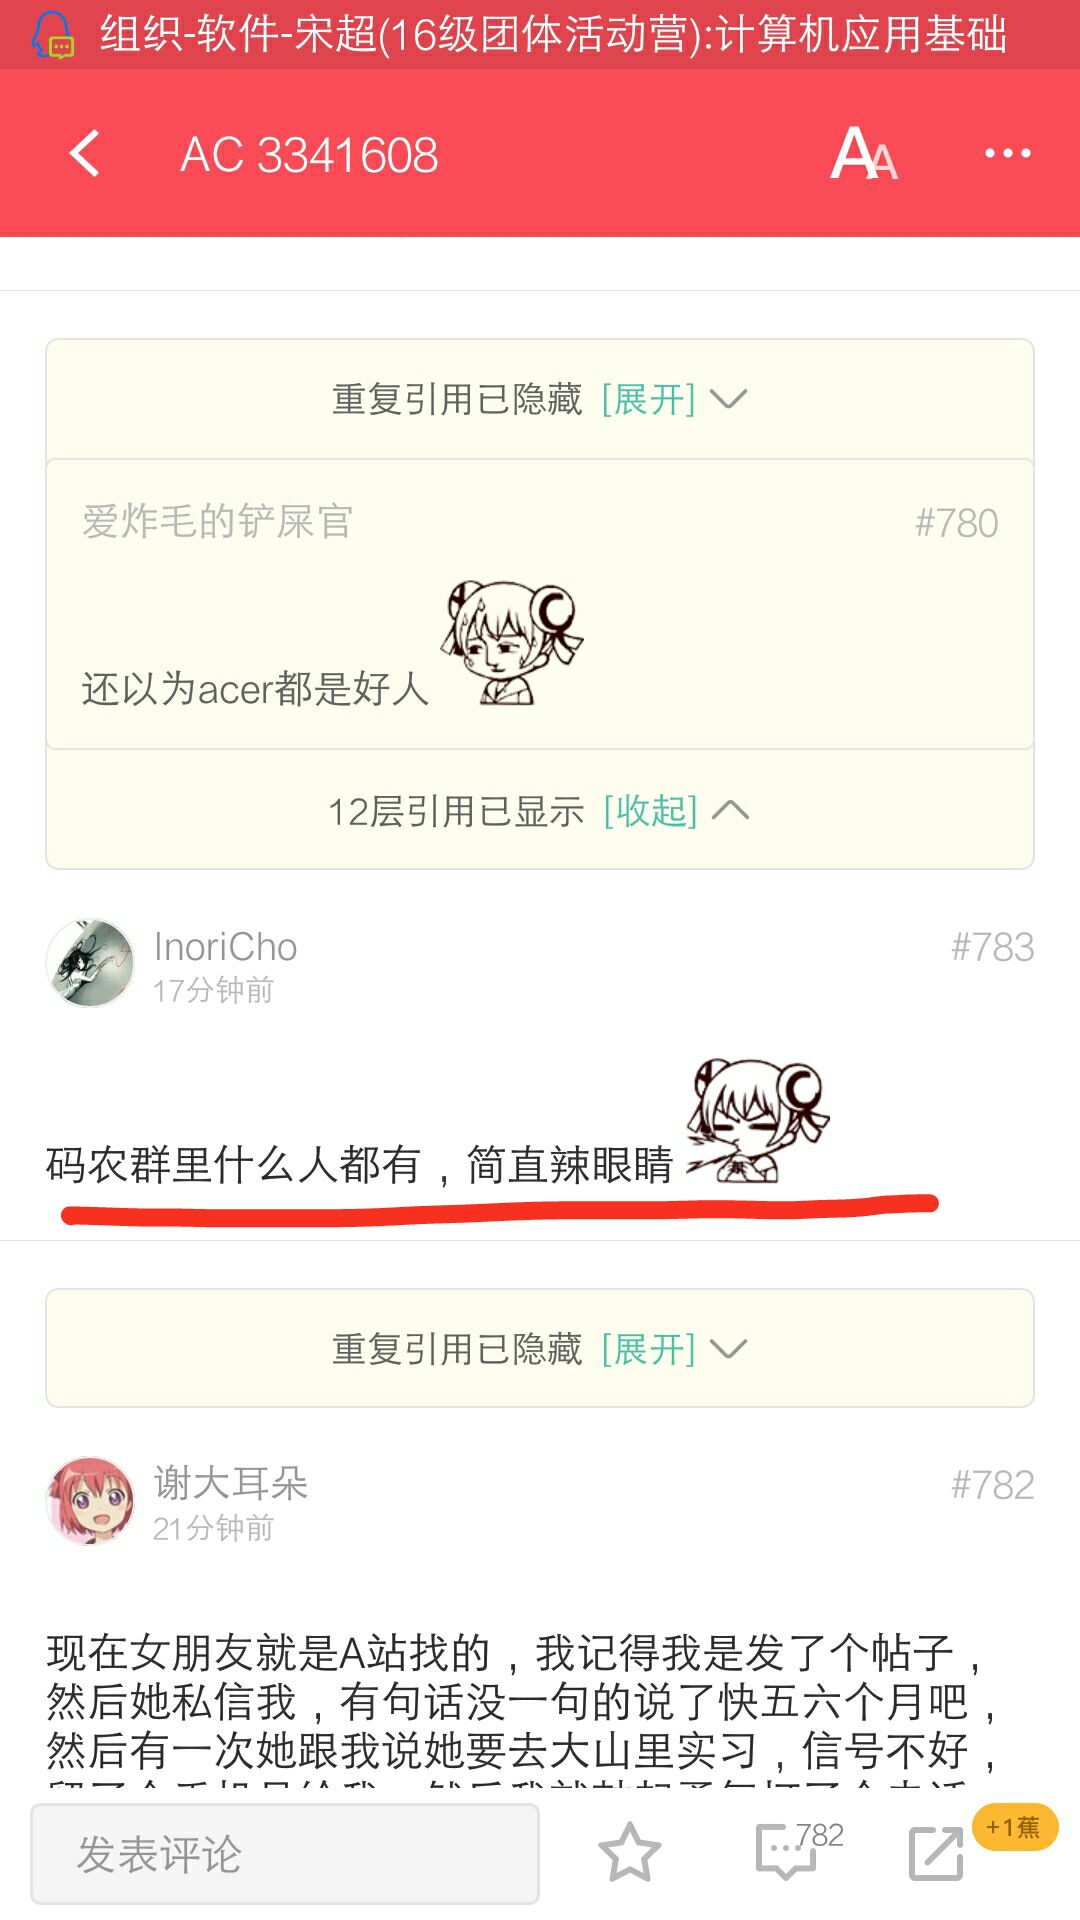 组织-软件-宋超(16级团体活动营):计算机应用基础
AC 3341608
AA
重复引用已隐藏 [展开]
爱炸毛的铲屎官 #780
还以为acer都是好人
12层引用已显示 [收起]
InoriCho #783
17分钟前
码农群里什么人都有，简直辣眼睛
重复引用已隐藏 [展开]
谢大耳朵 #782
21分钟前
现在女朋友就是A站找的，我记得我是发了个帖子，
然后她私信我，有句话没一句的说了快五六个月吧，
然后有一次她跟我说她要去大山里实习，信号不好，
发表评论 782 +1蕉